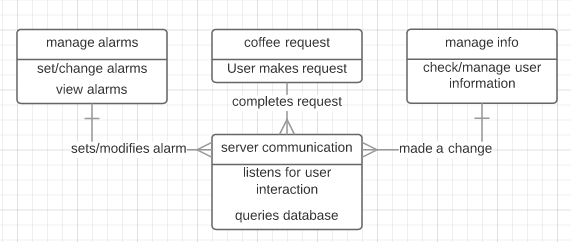 manage alarms
set/change alarms
view alarms
coffee request
User makes request
manage info
check/manage user
information
completes request
sets/modifies alarm
made a change
server communication
listens for user
interaction
queries database